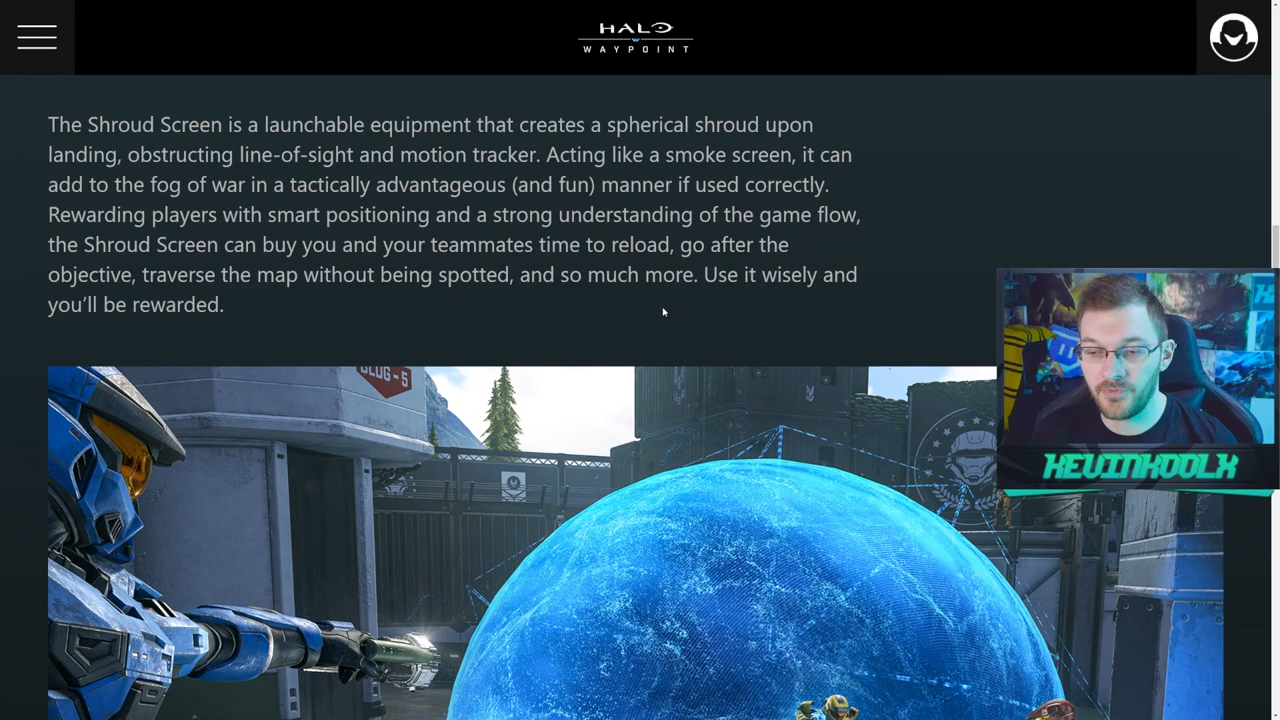 HALO
WAYPOINT
The Shroud Screen is a launchable equipment that creates a spherical shroud upon
landing, obstructing line-of-sight and motion tracker. Acting like a smoke screen, it can
add to the fog of war in a tactically advantageous (and fun) manner if used correctly.
Rewarding players with smart positioning and a strong understanding of the game flow,
the Shroud Screen can buy you and your teammates time to reload, go after the
objective, traverse the map without being spotted, and so much more. Use it wisely and
you’ll be rewarded.
KEVINKOOLX